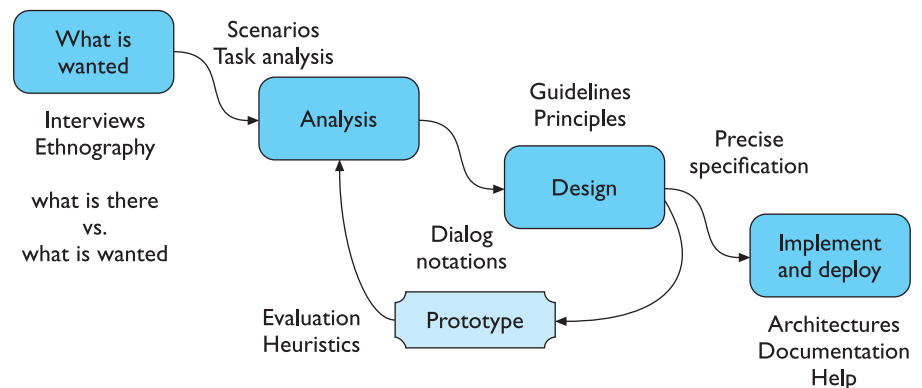 What is
wanted
Scenarios
Task analysis
Interviews
Ethnography
what is there
vs.
what is wanted
Analysis
Guidelines
Principles
Design
Precise
specification
Dialog
notations
Implement
and deploy
Evaluation
Heuristics
Prototype
Architectures
Documentation
Help